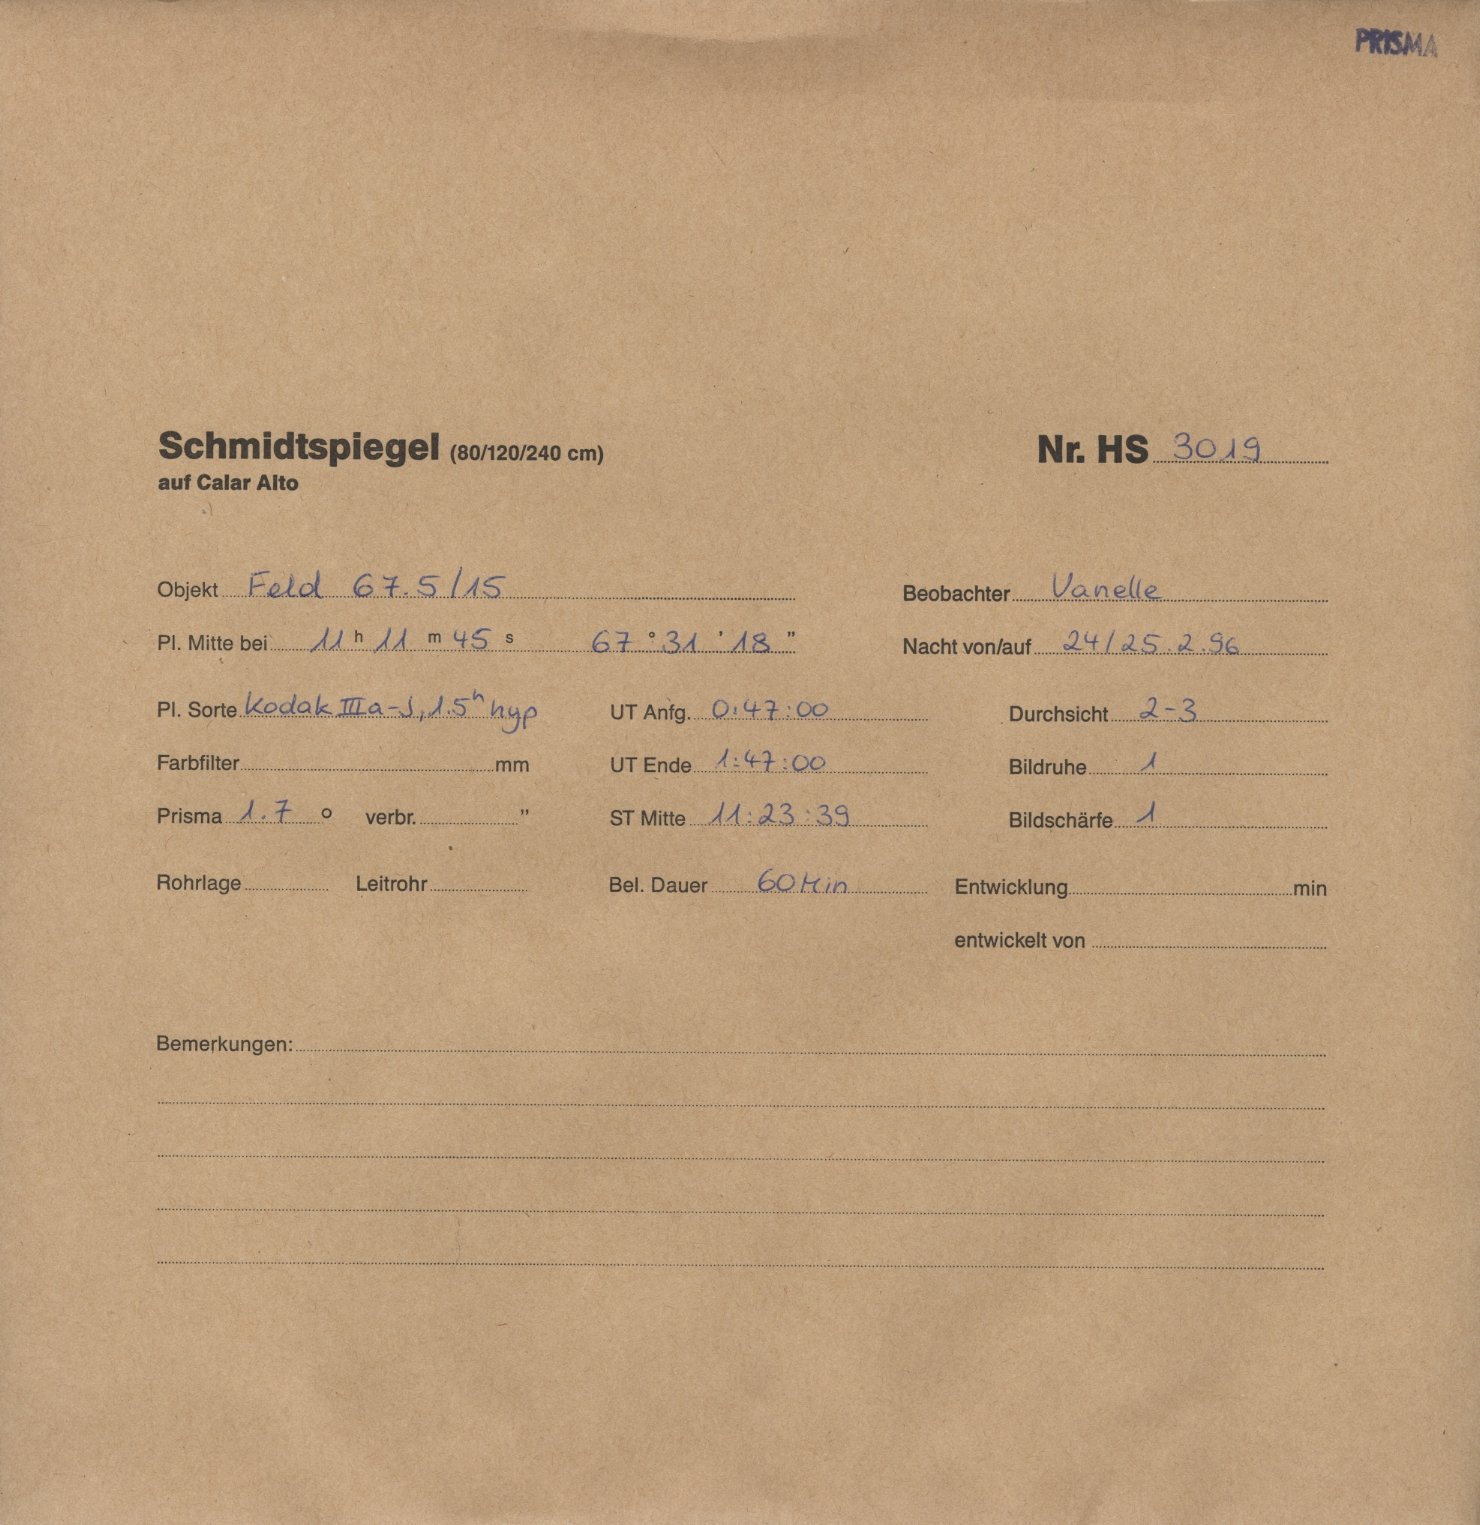 PRISMA
Schmidtspiegel (80/120/240 cm) Nr. HS 3019
auf Calar Alto
Objekt Feld 67.5/15 Beobachter Vanelle
Pl. Mitte bei 11 h 11 m 45 s 67 ° 31 ' 18 " Nacht von/auf 24/25.2.96
Pl. Sorte Kodak IIIa-J, 1.5h hyp UT Anfg. 0:47:00 Durchsicht 2-3
Farbfilter mm UT Ende 1:47:00 Bildruhe 1
Prisma 1.7 ° verbr. " ST Mitte 11:23:39 Bildschärfe 1
Rohrlage Leitrohr Bel. Dauer 60 Min Entwicklung min
entwickelt von
Bemerkungen: